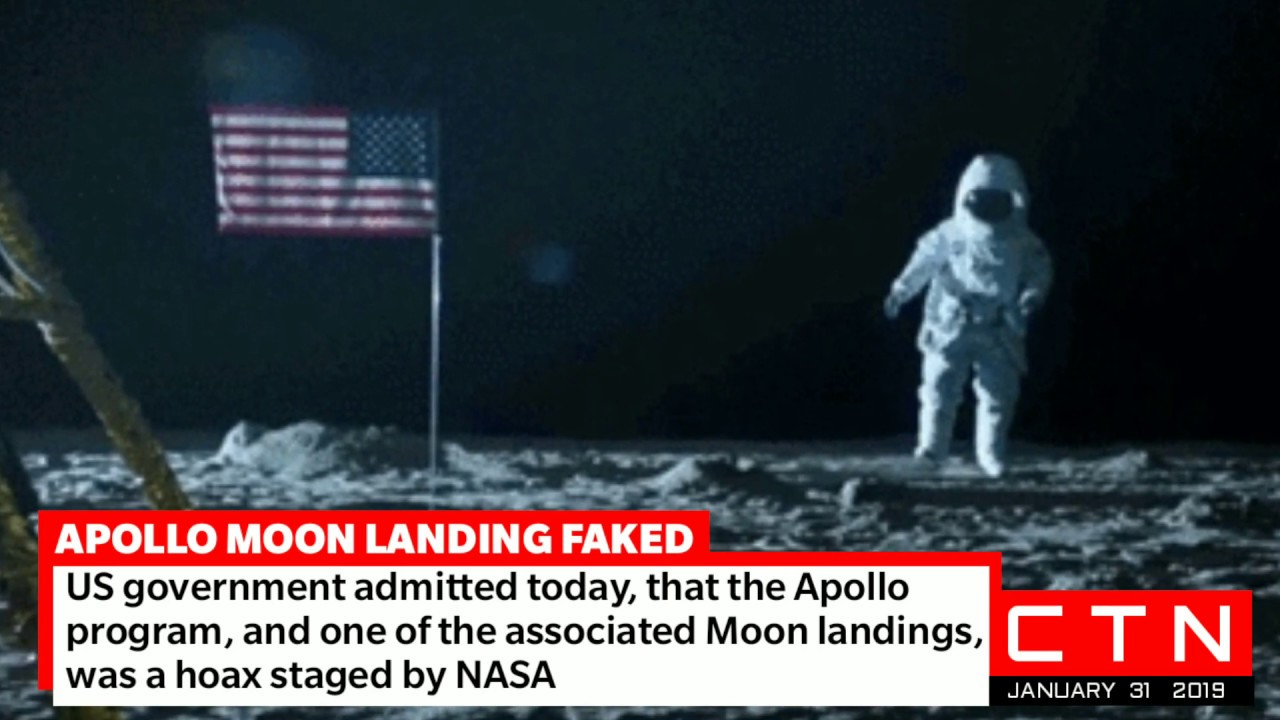 APOLLO MOON LANDING FAKED
US government admitted today, that the Apollo
program, and one of the associated Moon landings,
was a hoax staged by NASA
CTN
JANUARY 31 2019